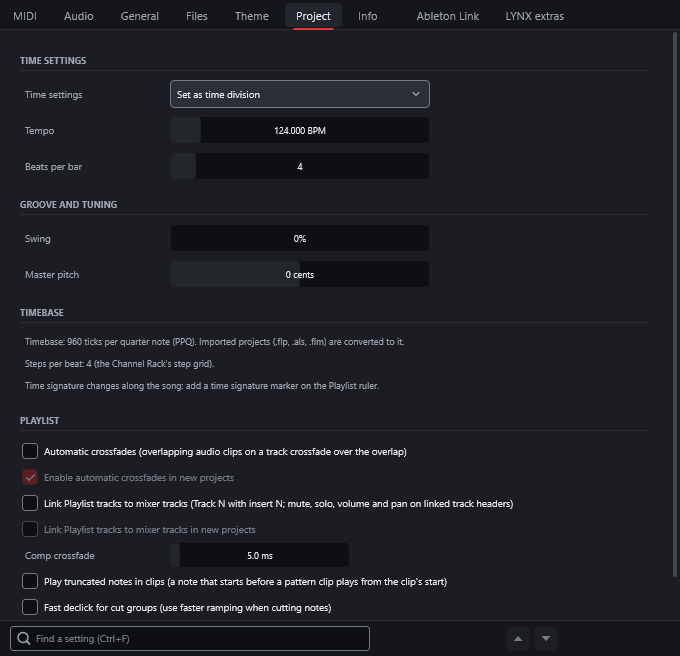 MIDI Audio General Files Theme Project Info Ableton Link LYNX extras
TIME SETTINGS
Time settings Set as time division
Tempo 124.000 BPM
Beats per bar 4
GROOVE AND TUNING
Swing 0%
Master pitch 0 cents
TIMEBASE
Timebase: 960 ticks per quarter note (PPQ). Imported projects (.flp, .als, .flm) are converted to it.
Steps per beat: 4 (the Channel Rack's step grid).
Time signature changes along the song: add a time signature marker on the Playlist ruler.
PLAYLIST
Automatic crossfades (overlapping audio clips on a track crossfade over the overlap)
Enable automatic crossfades in new projects
Link Playlist tracks to mixer tracks (Track N with insert N; mute, solo, volume and pan on linked track headers)
Link Playlist tracks to mixer tracks in new projects
Comp crossfade 5.0 ms
Play truncated notes in clips (a note that starts before a pattern clip plays from the clip's start)
Fast declick for cut groups (use faster ramping when cutting notes)
Find a setting (Ctrl+F)